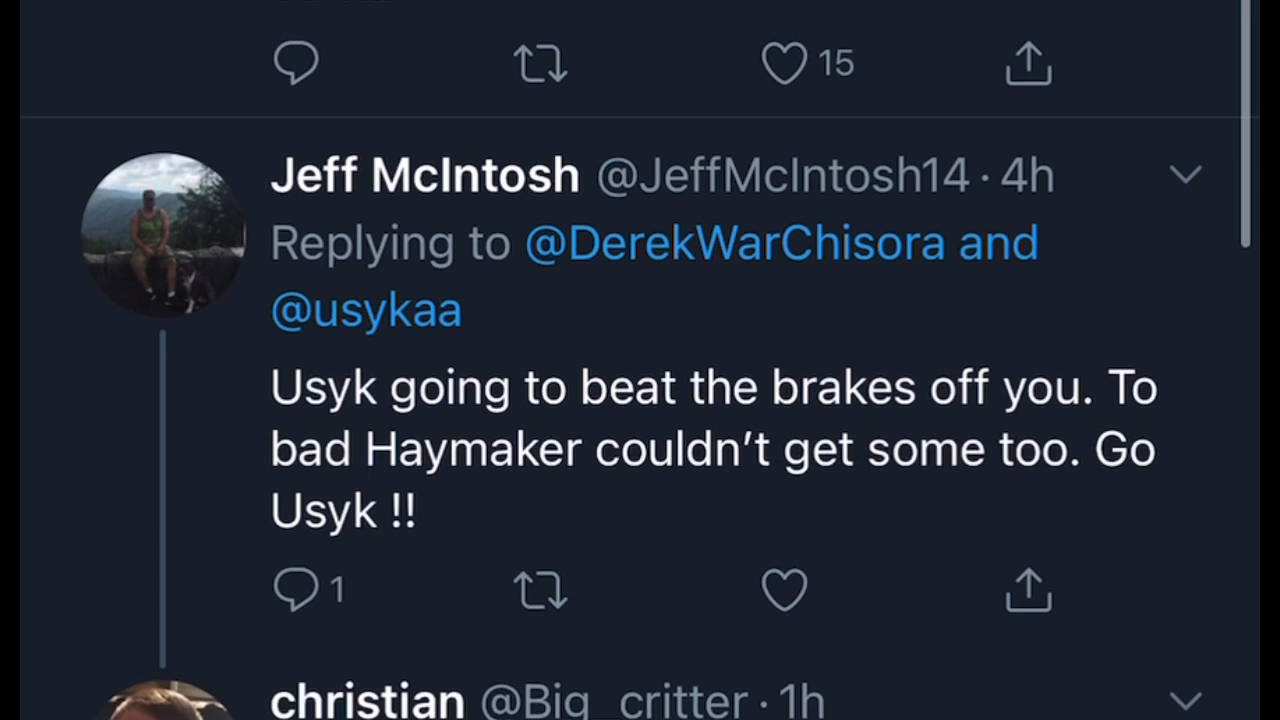 15
Jeff McIntosh @JeffMcIntosh14 · 4h
Replying to @DerekWarChisora and
@usykaa
Usyk going to beat the brakes off you. To
bad Haymaker couldn’t get some too. Go
Usyk !!
1
christian @Big_critter · 1h